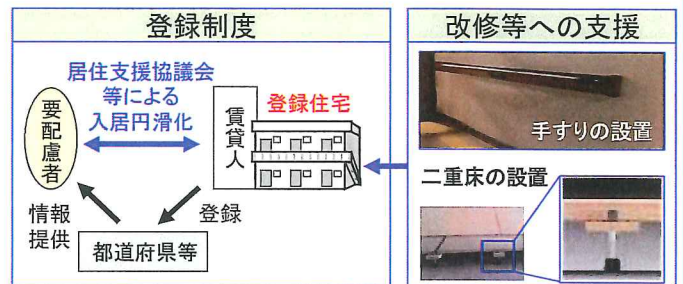 登録制度
居住支援協議会
等による
入居円滑化
要配慮者
賃貸人
登録住宅
情報
提供
登録
都道府県等
改修等への支援
手すりの設置
二重床の設置